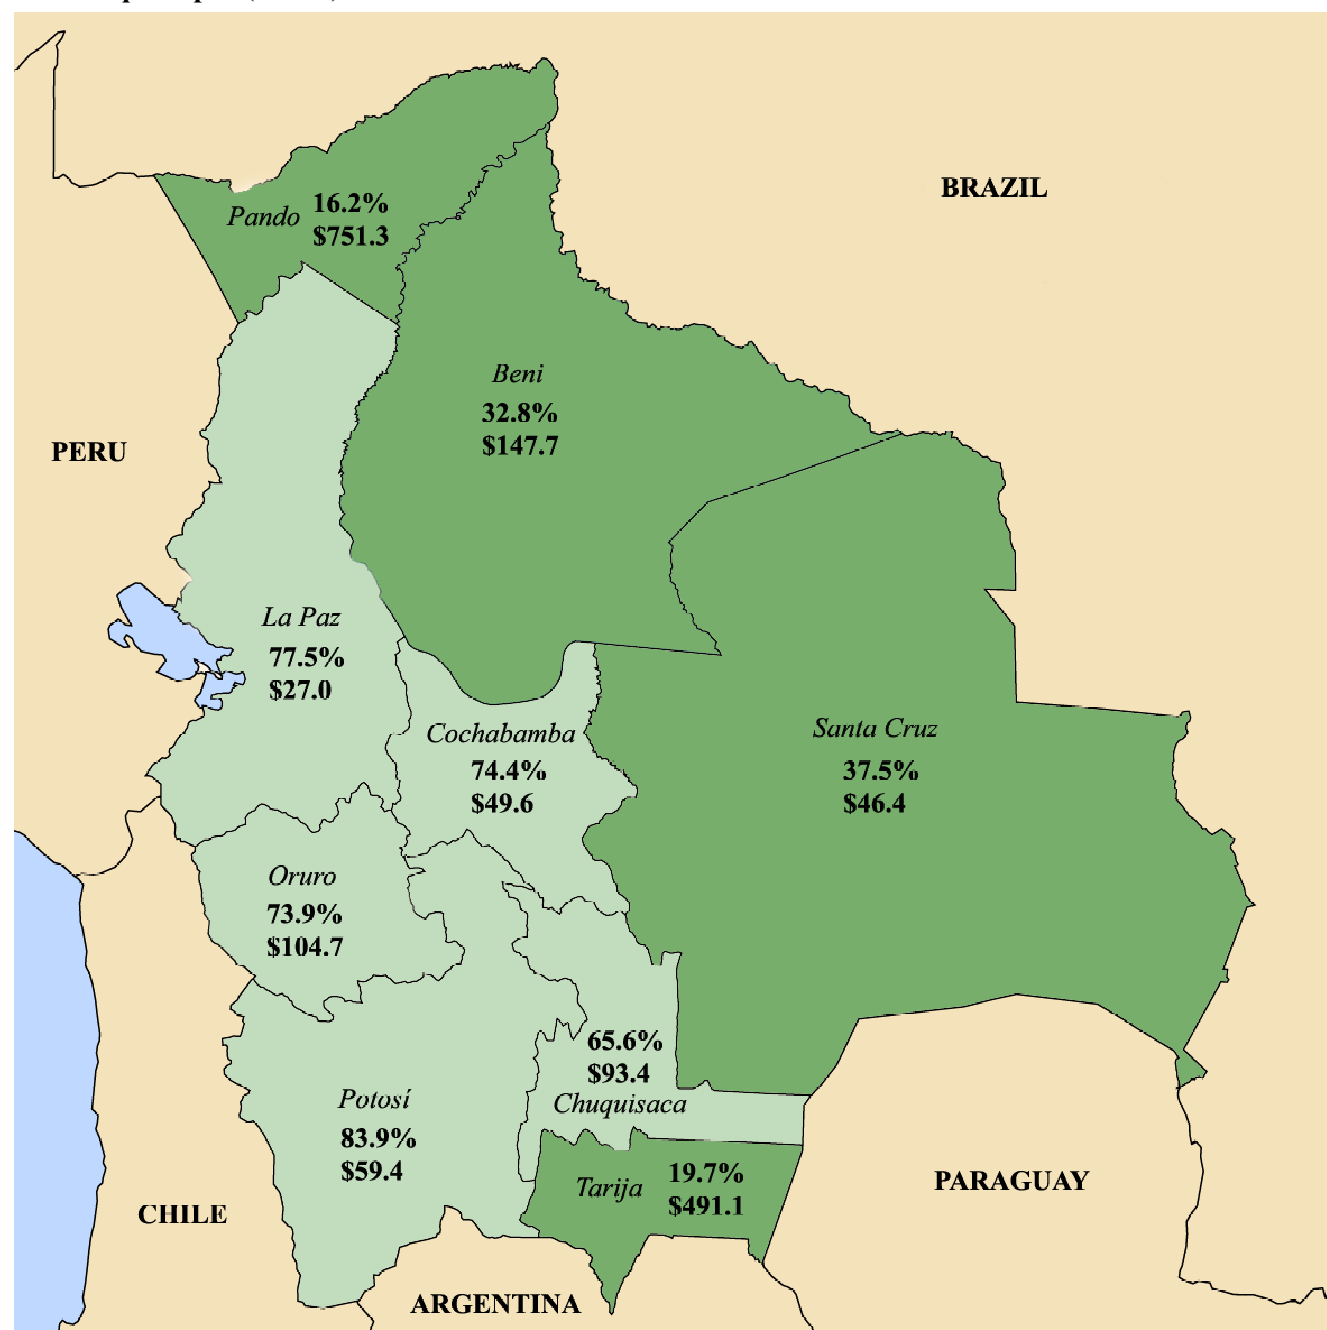 BRAZIL
Pando 16.2%
$751.3
Beni
32.8%
$147.7
PERU
La Paz
77.5%
$27.0
Cochabamba
74.4%
$49.6
Santa Cruz
37.5%
$46.4
Oruro
73.9%
$104.7
65.6%
$93.4
Chuquisaca
Potosí
83.9%
$59.4
Tarija 19.7%
$491.1
PARAGUAY
CHILE
ARGENTINA